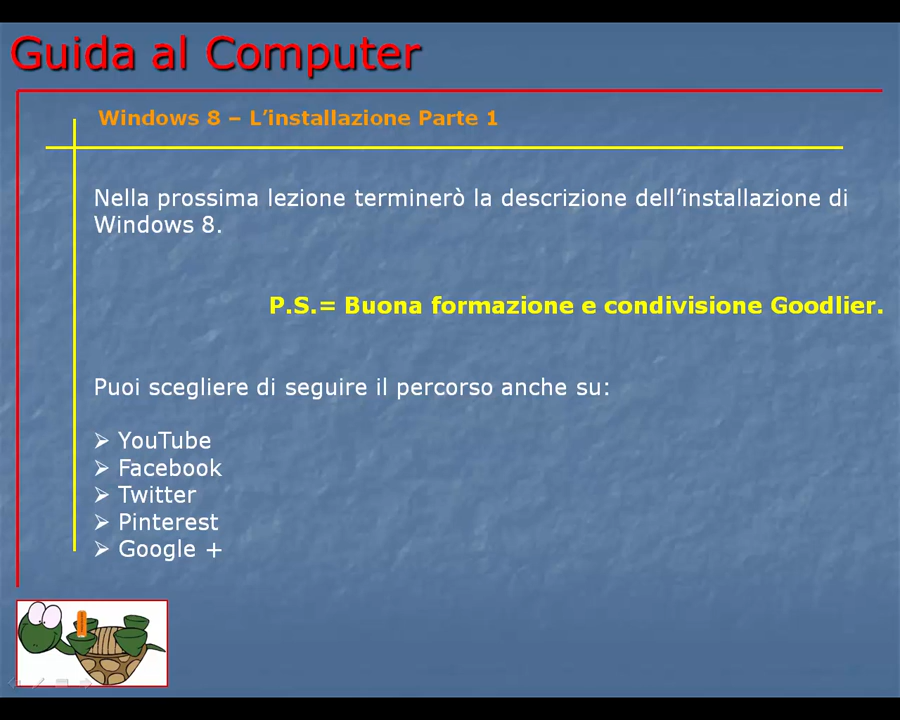 Guida al Computer
Windows 8 – L’installazione Parte 1
Nella prossima lezione terminerò la descrizione dell’installazione di
Windows 8.
P.S.= Buona formazione e condivisione Goodlier.
Puoi scegliere di seguire il percorso anche su:
➢ YouTube
➢ Facebook
➢ Twitter
➢ Pinterest
➢ Google +